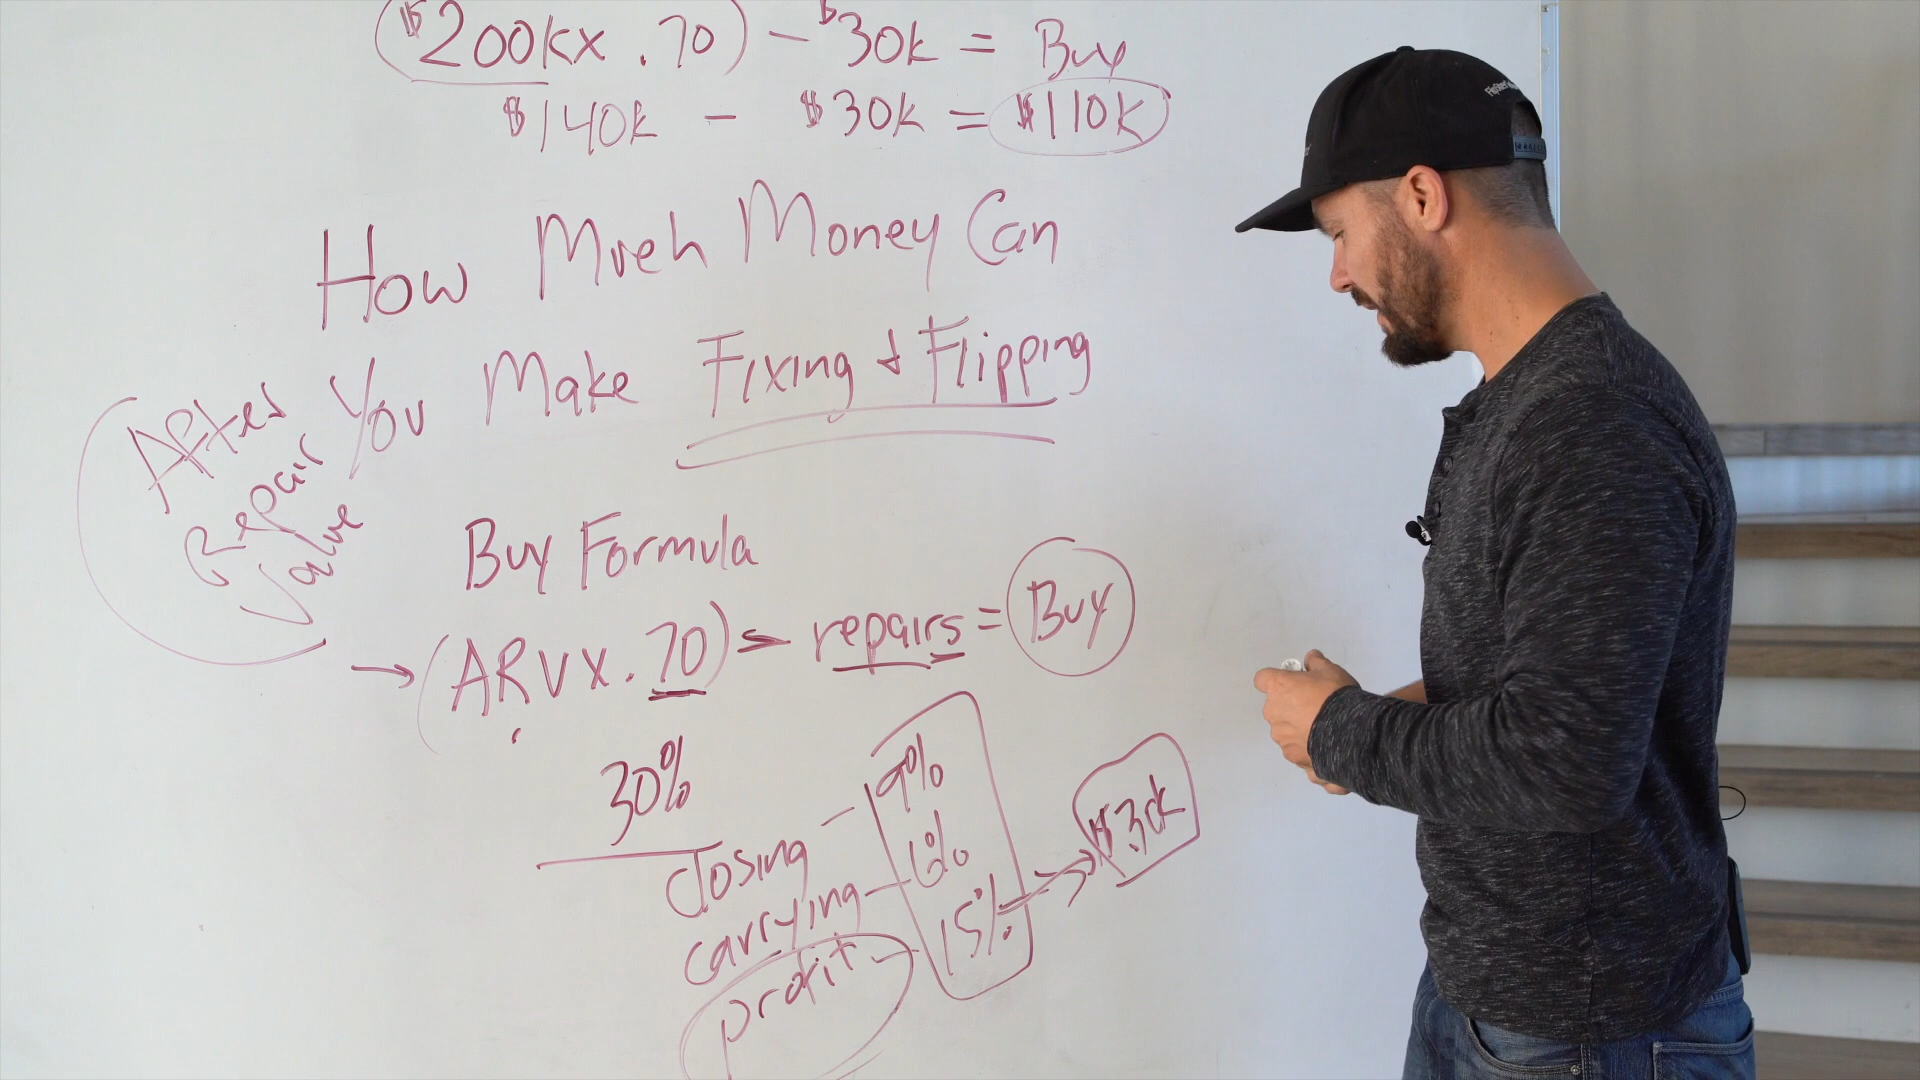 ($200k x .70) - $30k = Buy
$140k - $30k = $110k
How Much Money Can
You Make Fixing & Flipping
After
Repair
Value
Buy Formula
→ (ARV x .70) - repairs = Buy
30%
closing - 9%
carrying - 6%
profit - 15% → $30k